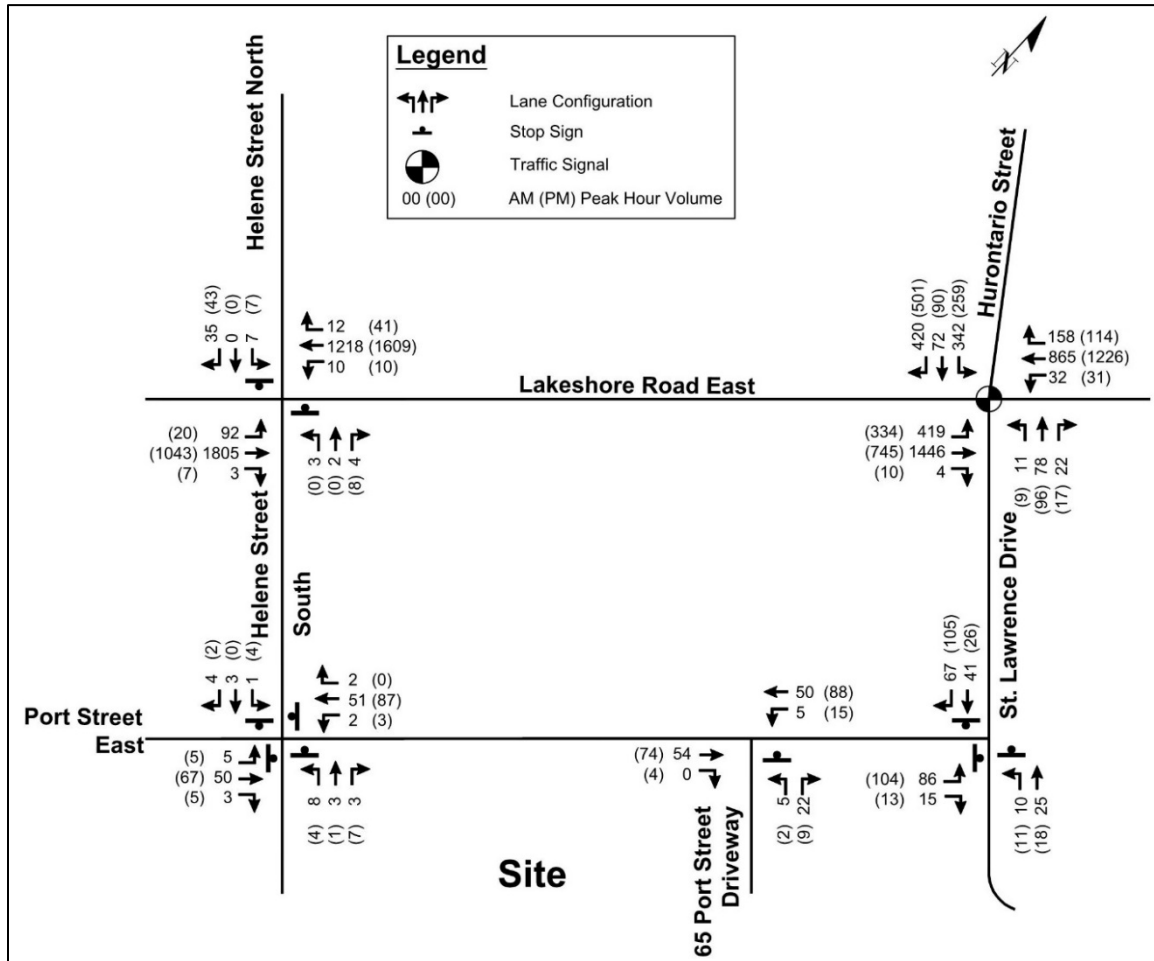 Legend
Lane Configuration
Stop Sign
Traffic Signal
00 (00) AM (PM) Peak Hour Volume
N
Helene Street North
Hurontario Street
35 (43)
0 (0)
7 (7)
12 (41)
1218 (1609)
10 (10)
420 (501)
72 (90)
342 (259)
158 (114)
865 (1226)
32 (31)
Lakeshore Road East
(20) 92
(1043) 1805
(7) 3
(0) 3
(0) 2
(8) 4
(334) 419
(745) 1446
(10) 4
(9) 11
(96) 78
(17) 22
Helene Street
South
St. Lawrence Drive
4 (2)
3 (0)
1 (4)
2 (0)
51 (87)
2 (3)
50 (88)
5 (15)
67 (105)
41 (26)
Port Street
East
(5) 5
(67) 50
(5) 3
(4) 8
(1) 3
(7) 3
(74) 54
(4) 0
(2) 5
(9) 22
(104) 86
(13) 15
(11) 10
(18) 25
Site
65 Port Street
Driveway